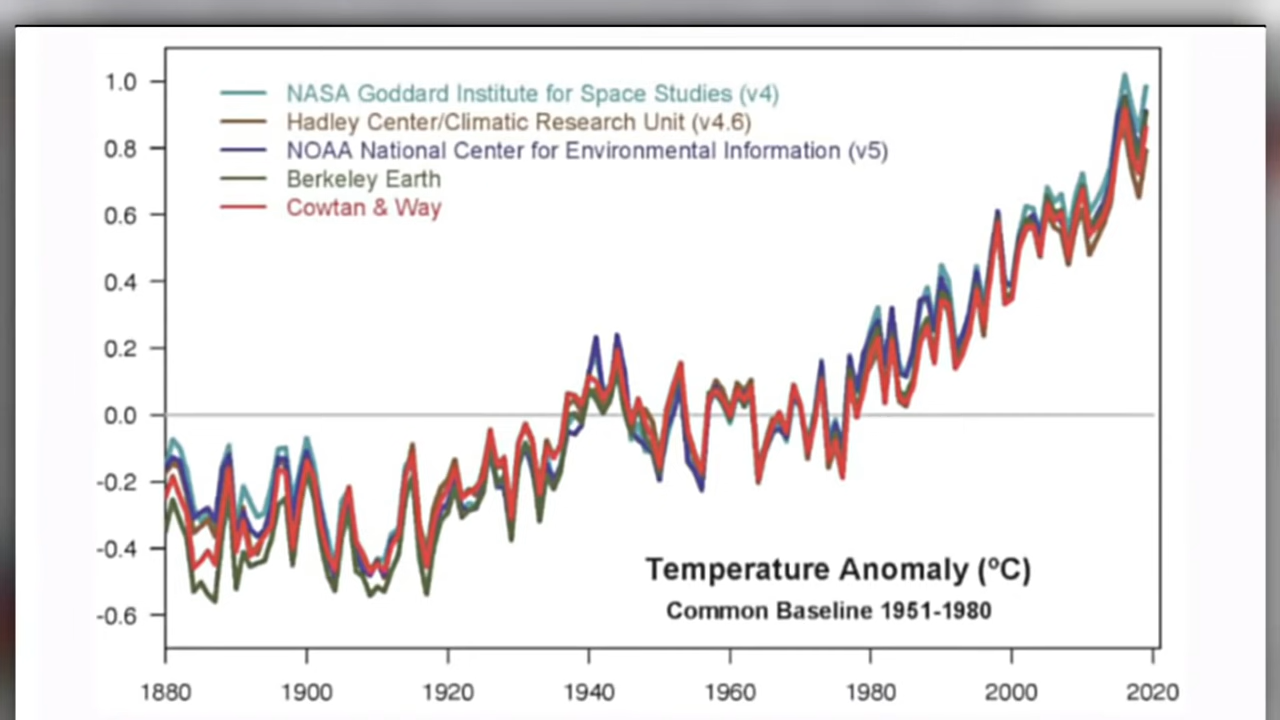 1.0
0.8
0.6
0.4
0.2
0.0
-0.2
-0.4
-0.6
NASA Goddard Institute for Space Studies (v4)
Hadley Center/Climatic Research Unit (v4.6)
NOAA National Center for Environmental Information (v5)
Berkeley Earth
Cowtan & Way
Temperature Anomaly (ºC)
Common Baseline 1951-1980
1880 1900 1920 1940 1960 1980 2000 2020